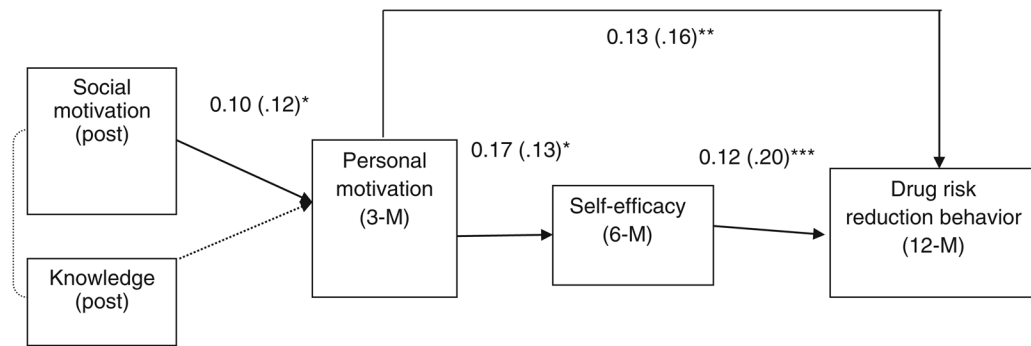 0.13 (.16)**
Social
motivation
(post)
0.10 (.12)*
Personal
motivation
(3-M)
0.17 (.13)*
Self-efficacy
(6-M)
0.12 (.20)***
Drug risk
reduction behavior
(12-M)
Knowledge
(post)